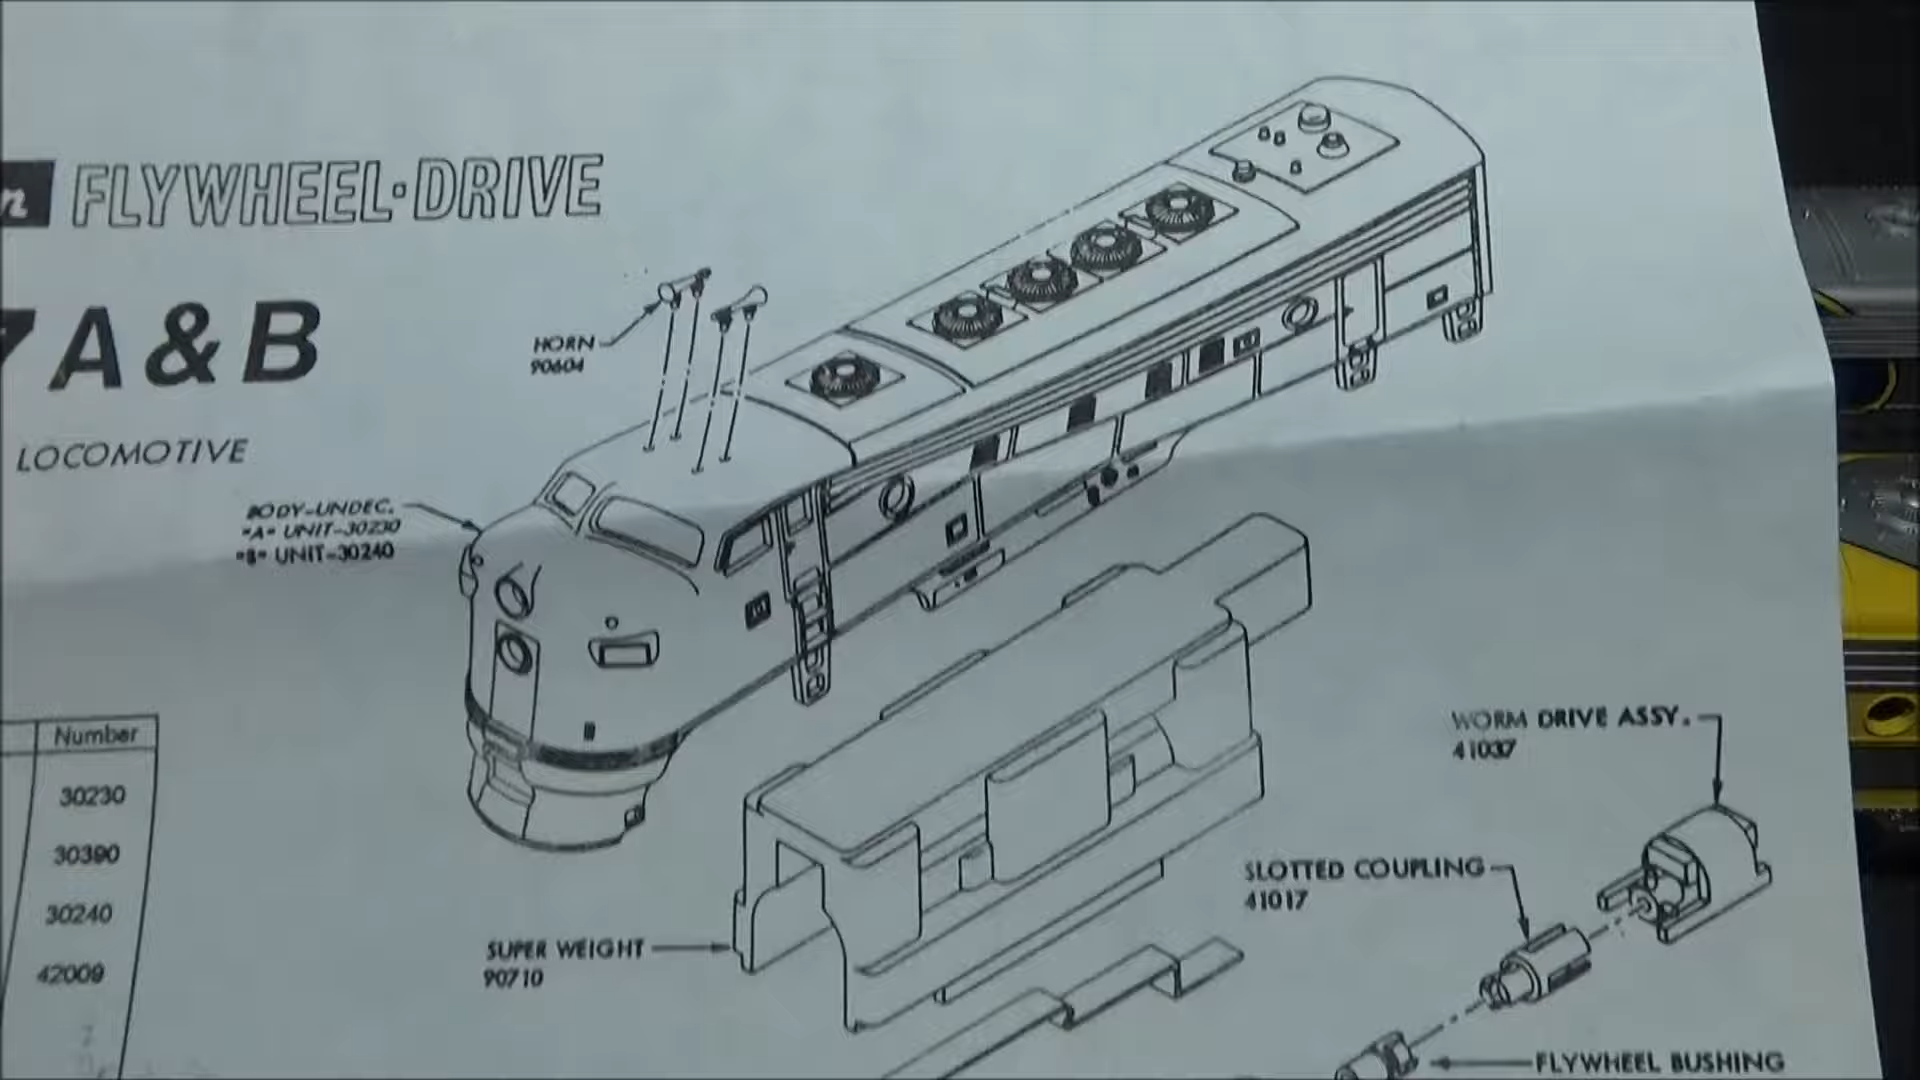 n FLYWHEEL·DRIVE
7 A & B
LOCOMOTIVE
HORN
90604
BODY-UNDEC.
"A" UNIT-30230
"B" UNIT-30240
Number
30230
30390
30240
42009
SUPER WEIGHT
90710
WORM DRIVE ASSY.
41037
SLOTTED COUPLING
41017
FLYWHEEL BUSHING